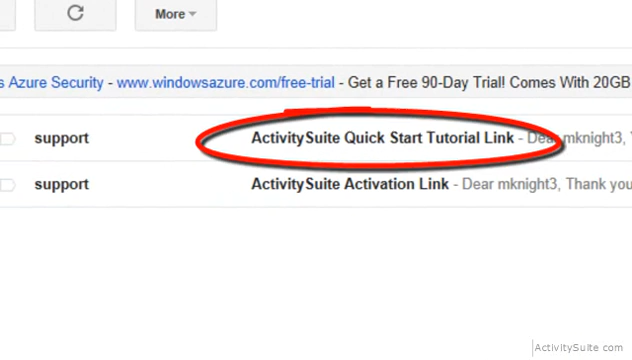 More
s Azure Security - www.windowsazure.com/free-trial - Get a Free 90-Day Trial! Comes With 20GB
support ActivitySuite Quick Start Tutorial Link - Dear mknight3,
support ActivitySuite Activation Link - Dear mknight3, Thank you
ActivitySuite com